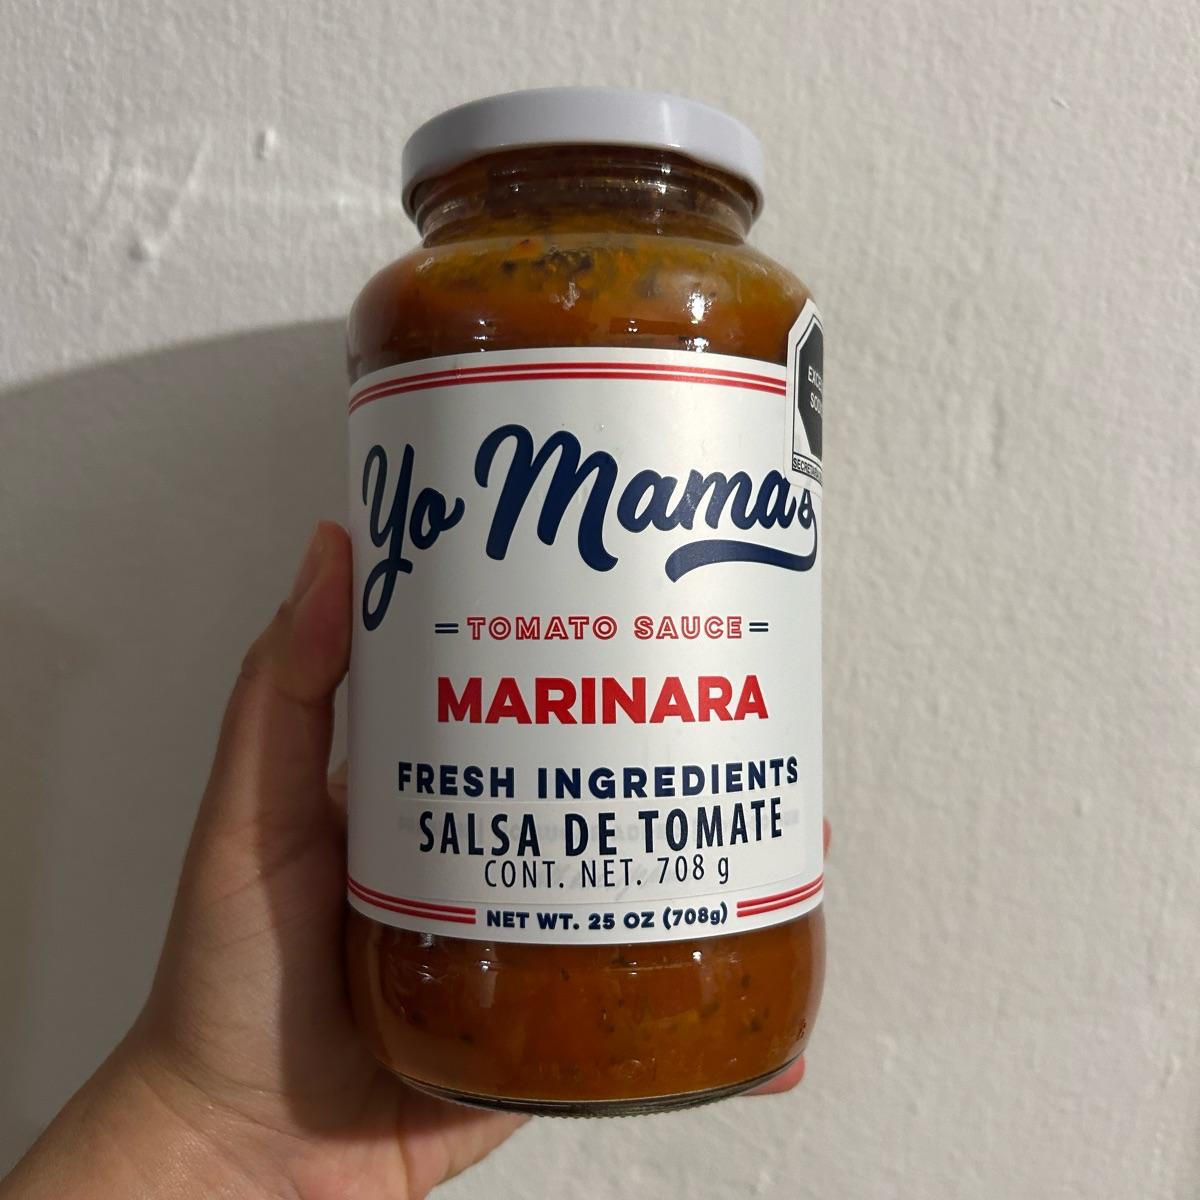 Yo Mama's
TOMATO SAUCE
MARINARA
FRESH INGREDIENTS
SALSA DE TOMATE
CONT. NET. 708 g
NET WT. 25 OZ (708g)